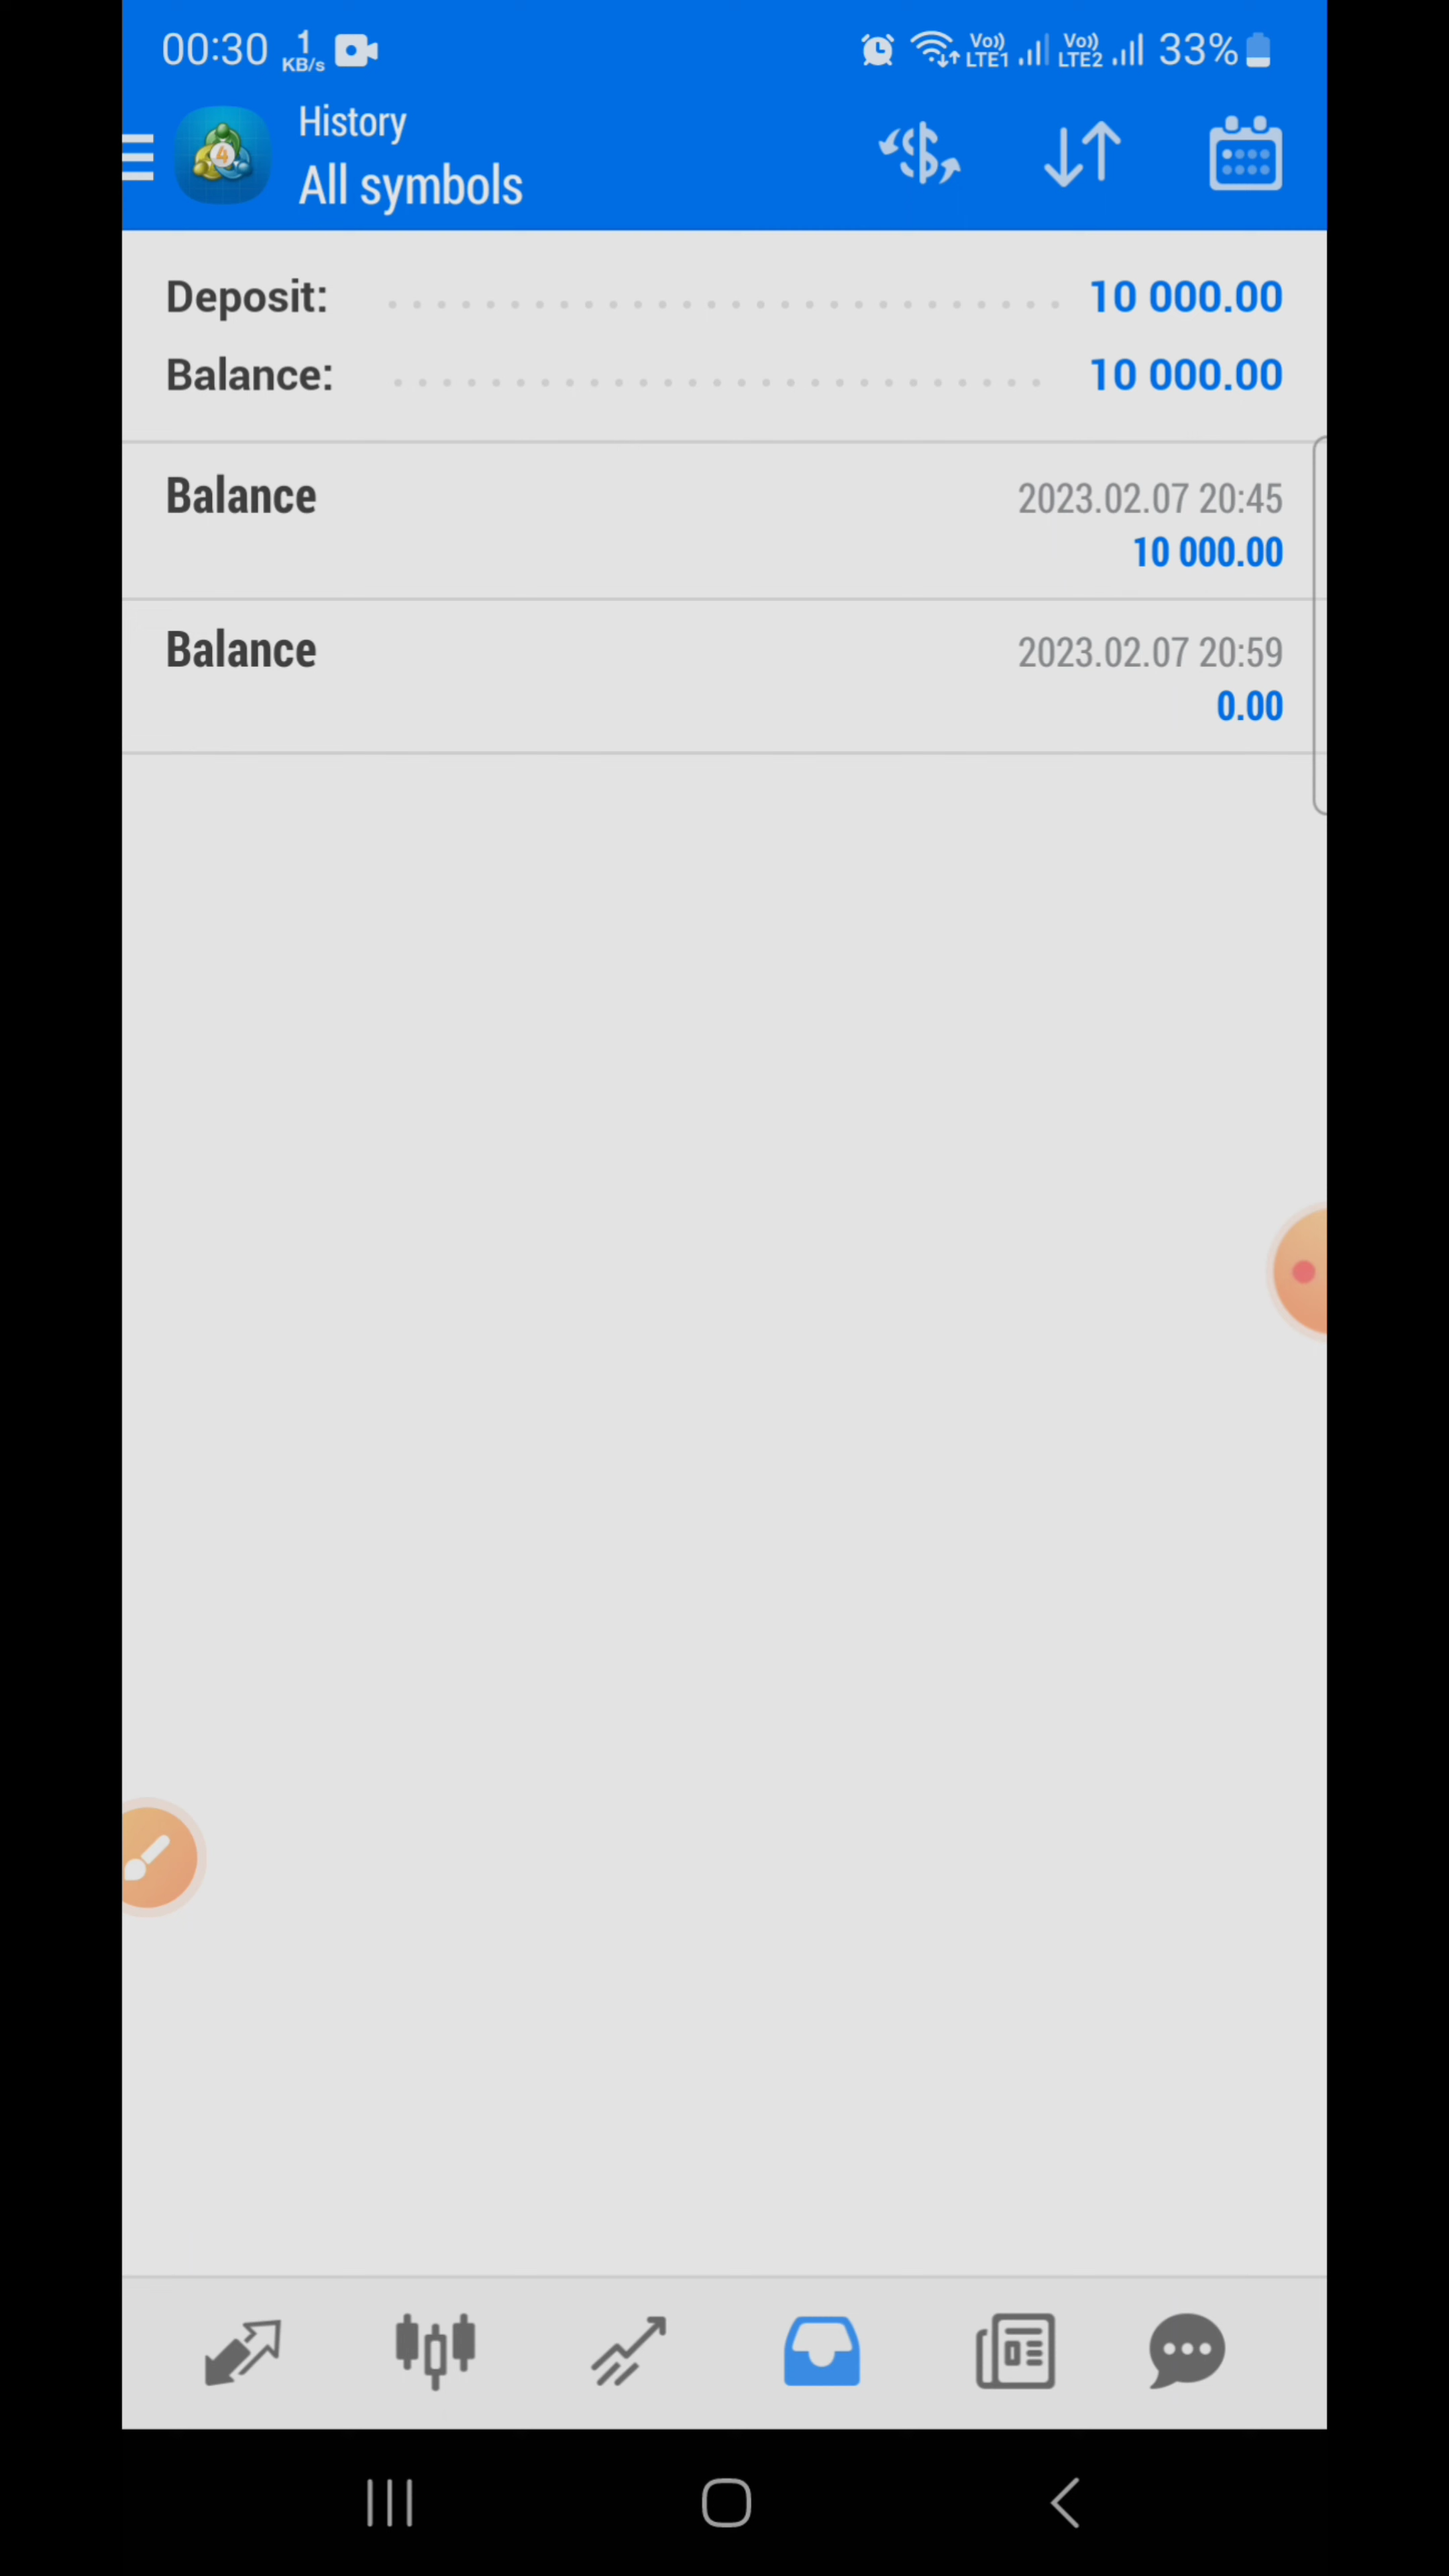 00:30 1 KB/s Vo)) LTE1 Vo)) LTE2 33%
History
4
All symbols
Deposit: 10 000.00
Balance: 10 000.00
Balance 2023.02.07 20:45
10 000.00
Balance 2023.02.07 20:59
0.00